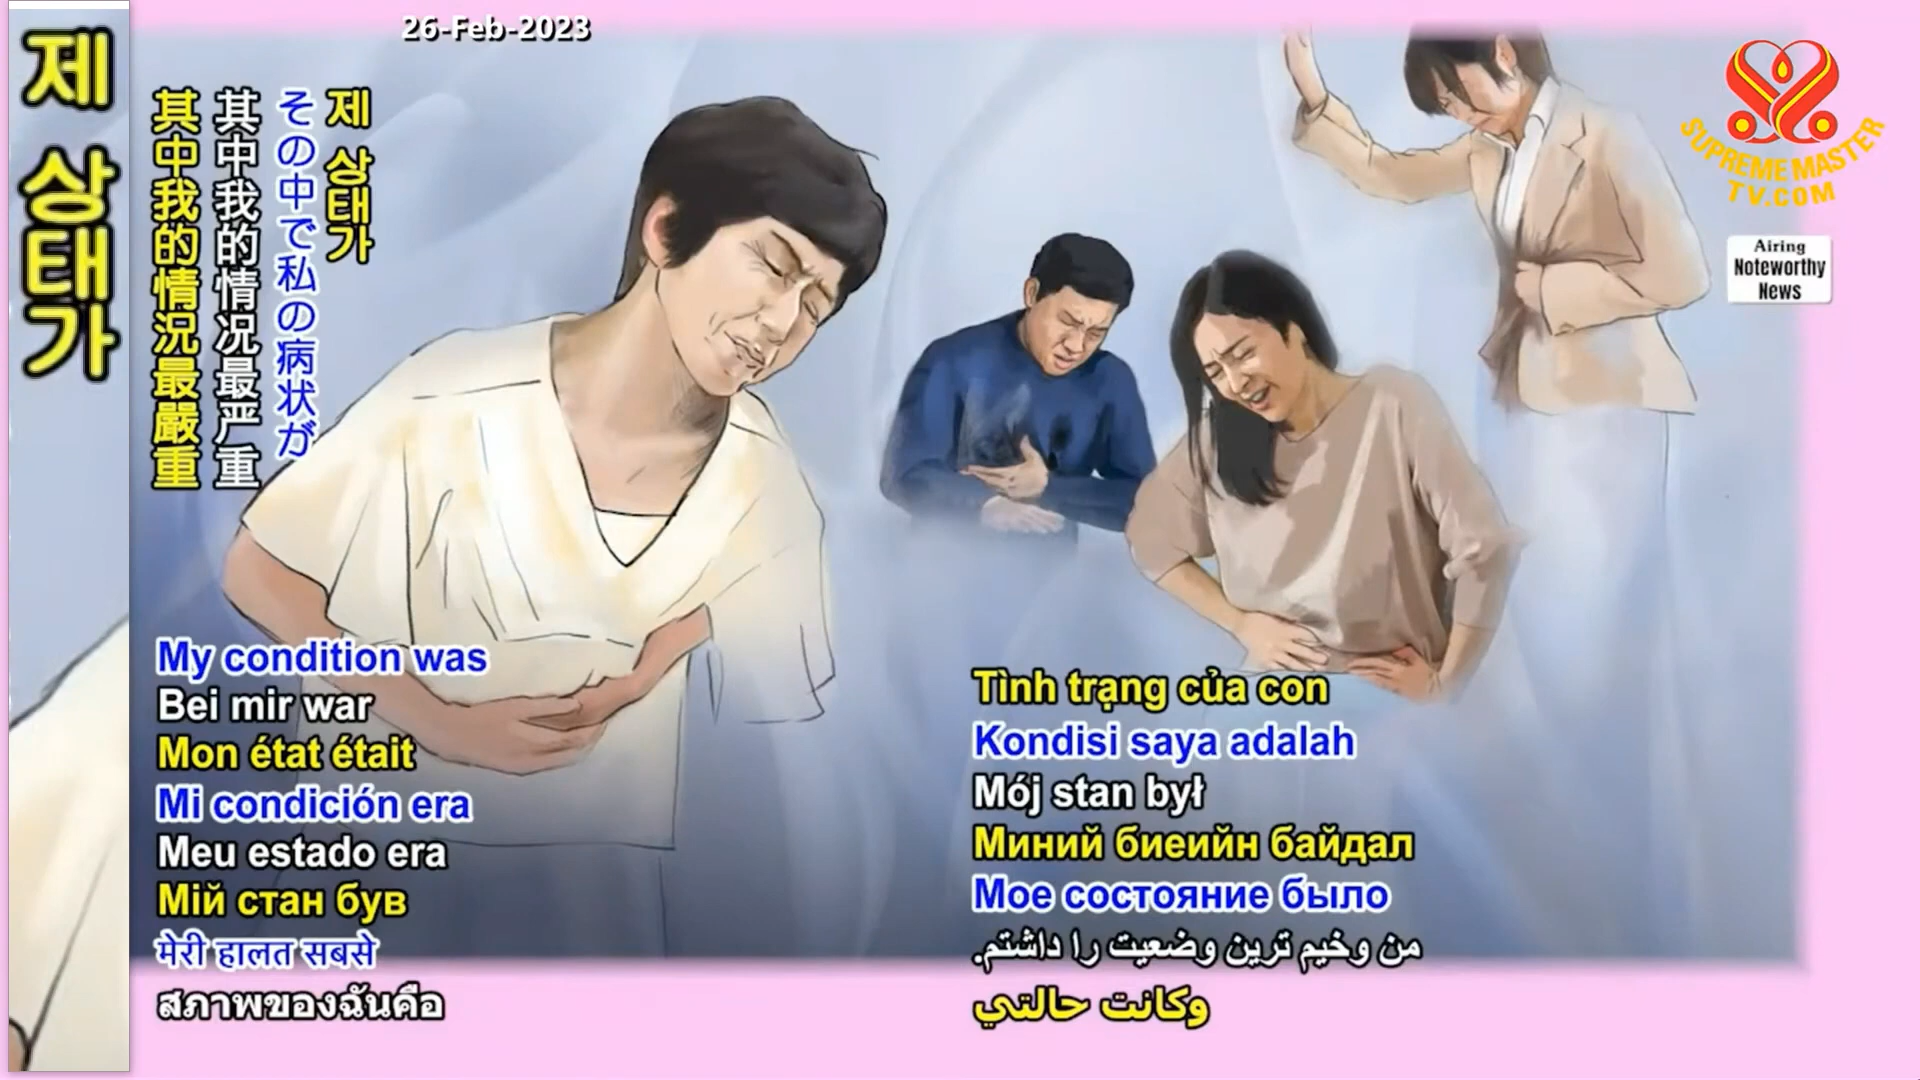 26-Feb-2023
제 상태가
제 상태가
その中で私の病状が
其中我的情况最严重
其中我的情況最嚴重
SUPREME MASTER
TV.COM
Airing
Noteworthy
News
My condition was
Bei mir war
Mon état était
Mi condición era
Meu estado era
Мій стан був
मेरी हालत सबसे
สภาพของฉันคือ
Tình trạng của con
Kondisi saya adalah
Mój stan był
Миний биеийн байдал
Мое состояние было
من وخیم ترین وضعیت را داشتم.
وكانت حالتي